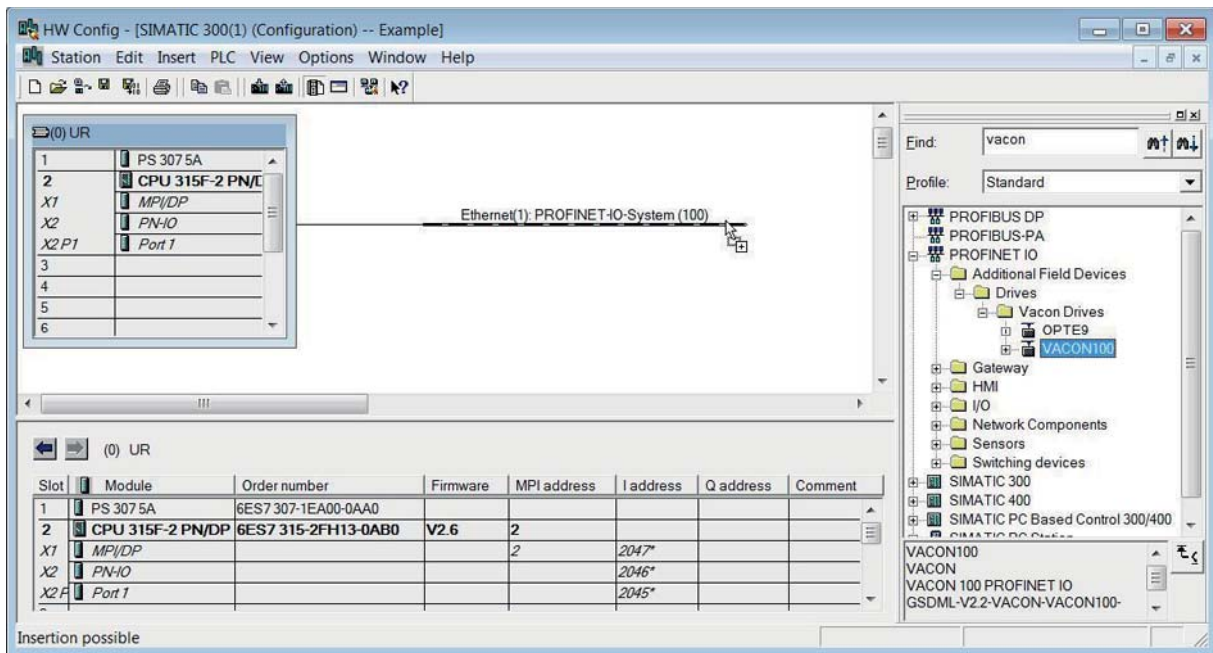 HW Config - [SIMATIC 300(1) (Configuration) -- Example]
Station Edit Insert PLC View Options Window Help
(0) UR
1 PS 307 5A
2 CPU 315F-2 PN/D
X1 MPI/DP
X2 PN-IO
X2 P1 Port 1
3
4
5
6
Ethernet(1): PROFINET-IO-System (100)
Find: vacon
Profile: Standard
PROFIBUS DP
PROFIBUS-PA
PROFINET IO
Additional Field Devices
Drives
Vacon Drives
OPTE9
VACON100
Gateway
HMI
I/O
Network Components
Sensors
Switching devices
SIMATIC 300
SIMATIC 400
SIMATIC PC Based Control 300/400
SIMATIC PC Station
(0) UR
Slot Module Order number Firmware MPI address I address Q address Comment
1 PS 307 5A 6ES7 307-1EA00-0AA0
2 CPU 315F-2 PN/DP 6ES7 315-2FH13-0AB0 V2.6 2
X1 MPI/DP 2 2047*
X2 PN-IO 2046*
X2 P Port 1 2045*
VACON100
VACON
VACON 100 PROFINET IO
GSDML-V2.2-VACON-VACON100-
Insertion possible